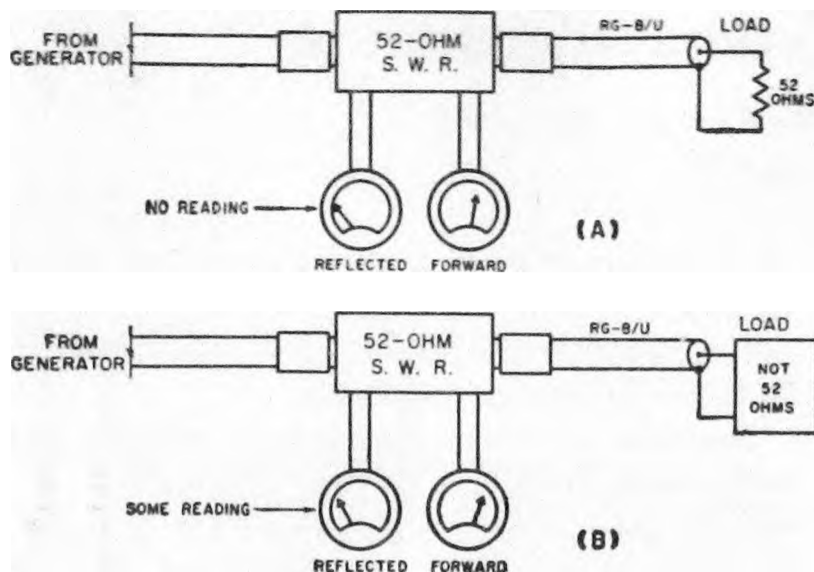 FROM
GENERATOR
52-OHM
S. W. R.
RG-8/U
LOAD
52
OHMS
NO READING
REFLECTED
FORWARD
(A)
FROM
GENERATOR
52-OHM
S. W. R.
RG-8/U
LOAD
NOT
52
OHMS
SOME READING
REFLECTED
FORWARD
(B)